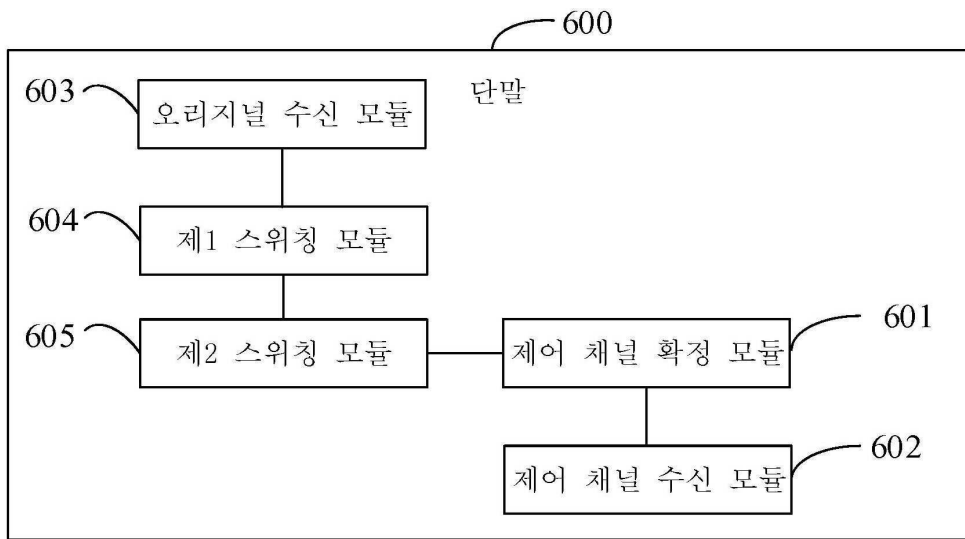 600
603
오리지널 수신 모듈
단말
604
제1 스위칭 모듈
605
제2 스위칭 모듈
제어 채널 확정 모듈
601
제어 채널 수신 모듈
602